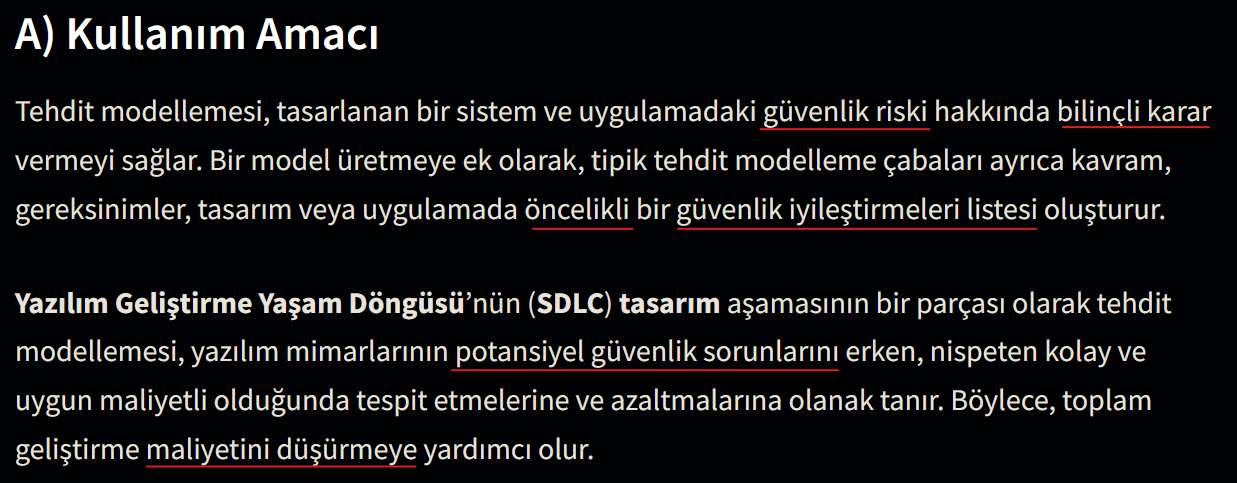 A) Kullanım Amacı
Tehdit modellemesi, tasarlanan bir sistem ve uygulamadaki güvenlik riski hakkında bilinçli karar
vermeyi sağlar. Bir model üretmeye ek olarak, tipik tehdit modelleme çabaları ayrıca kavram,
gereksinimler, tasarım veya uygulamada öncelikli bir güvenlik iyileştirmeleri listesi oluşturur.
Yazılım Geliştirme Yaşam Döngüsü’nün (SDLC) tasarım aşamasının bir parçası olarak tehdit
modellemesi, yazılım mimarlarının potansiyel güvenlik sorunlarını erken, nispeten kolay ve
uygun maliyetli olduğunda tespit etmelerine ve azaltmalarına olanak tanır. Böylece, toplam
geliştirme maliyetini düşürmeye yardımcı olur.